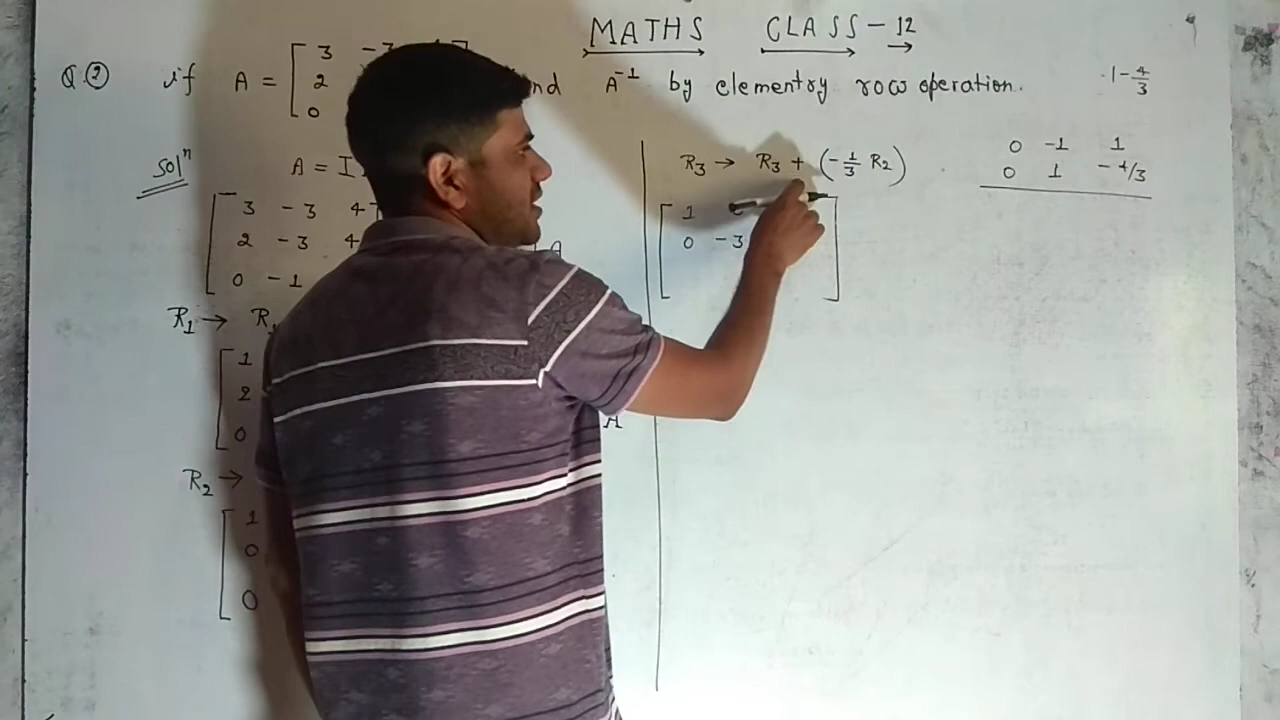 MATHS CLASS - 12
Q ② if A = [ 3 -3 4 ] nd A⁻¹ by elementry row operation.
2
0
1 - 4/3
Solⁿ A = I
3 -3 4
2 -3 4
0 -1
A
R₁ → R₁
1
2
0
A
R₂ →
1
0
0
R₃ → R₃ + (-1/3 R₂)
1
0 -3
0 -1 1
0 1 -4/3